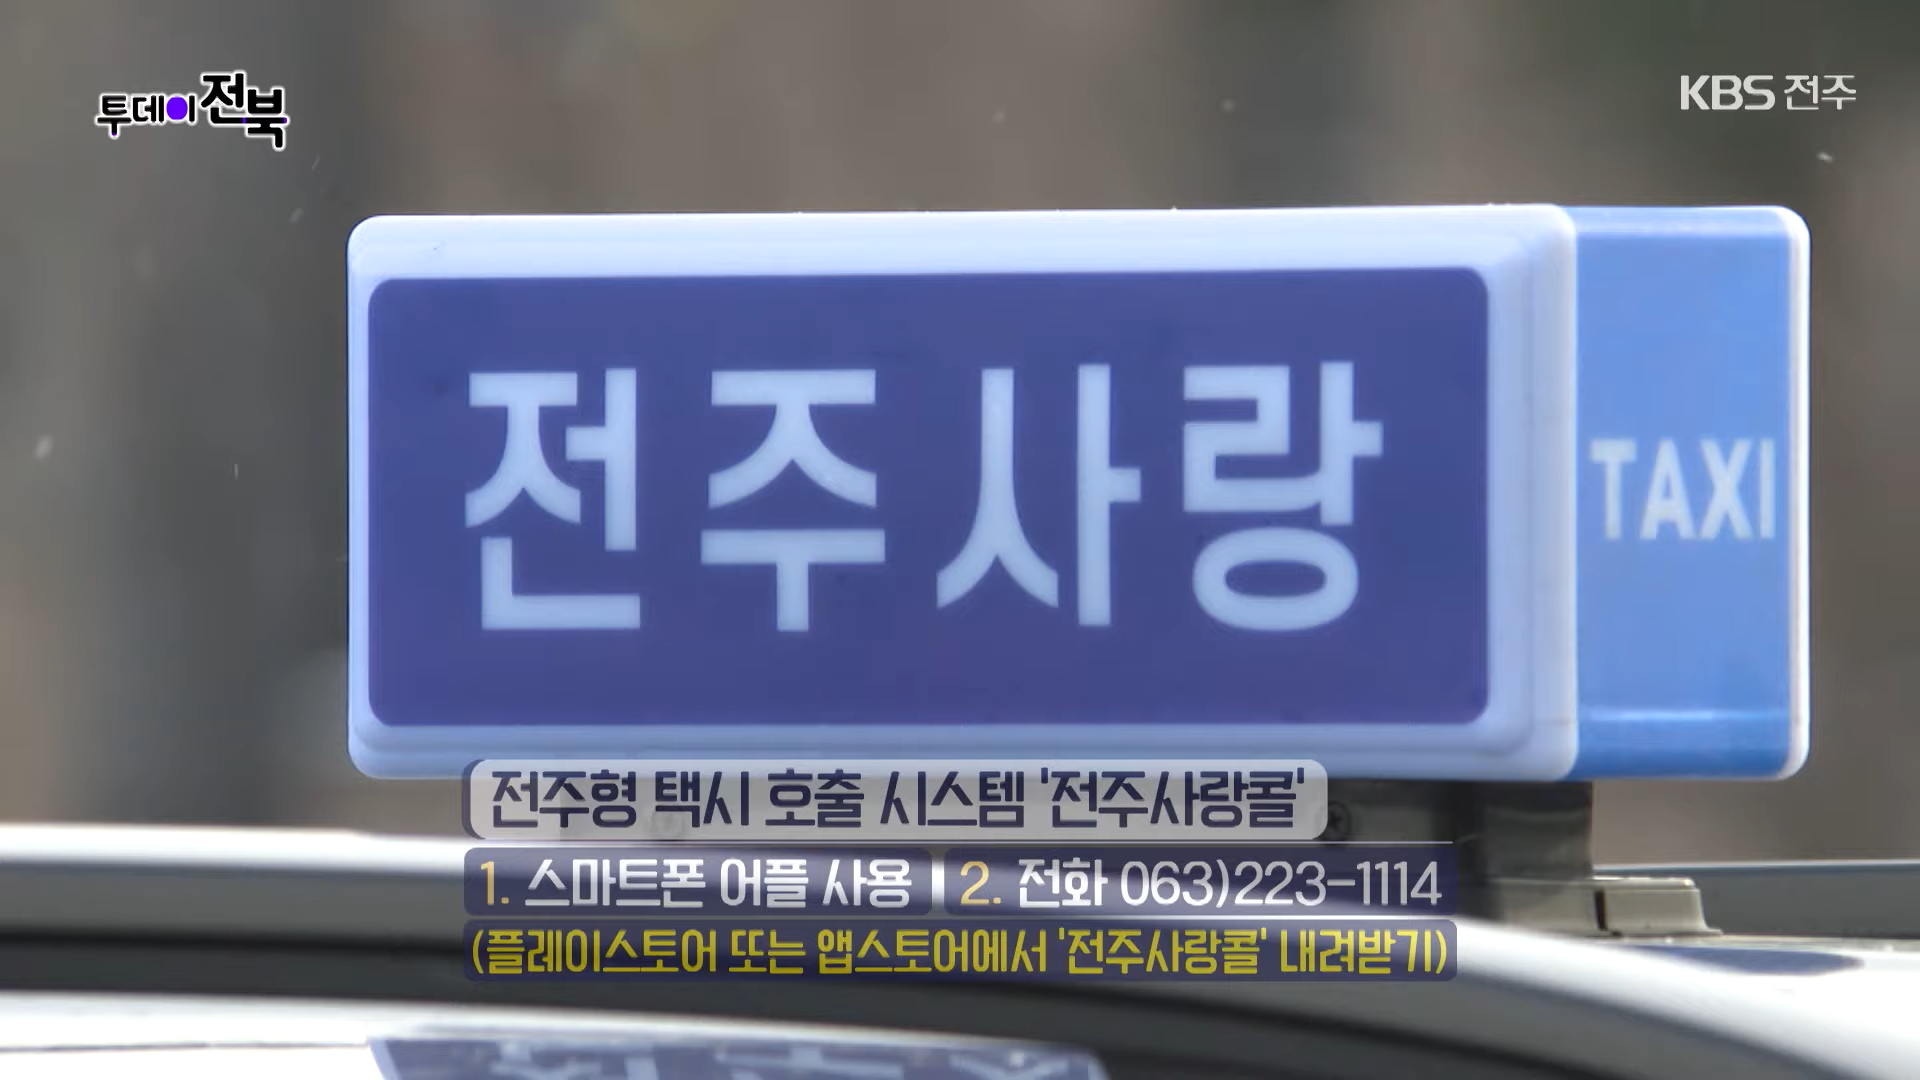 투데이 전북
KBS 전주
전주사랑
TAXI
전주형 택시 호출 시스템 '전주사랑콜'
1. 스마트폰 어플 사용 2. 전화 063)223-1114
(플레이스토어 또는 앱스토어에서 '전주사랑콜' 내려받기)